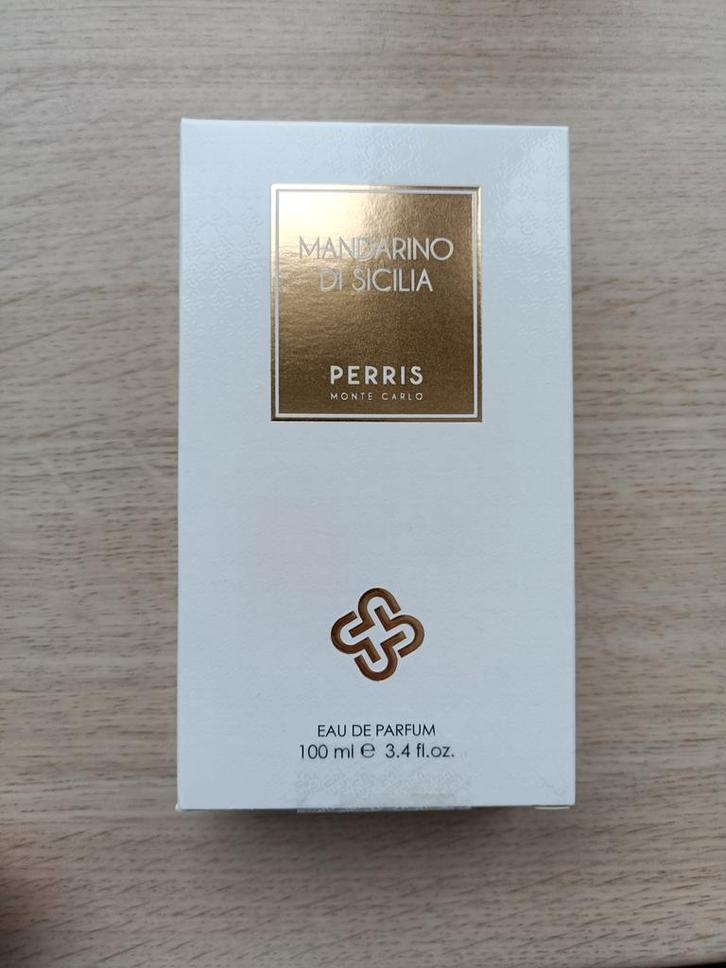 MANDARINO
DI SICILIA
PERRIS
MONTE CARLO
EAU DE PARFUM
100 ml ℮ 3.4 fl.oz.